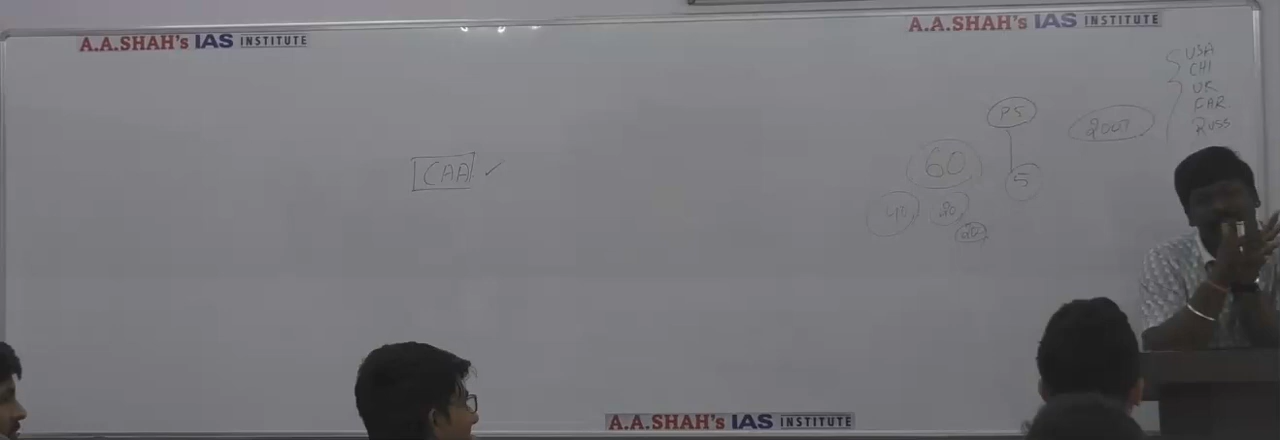 A.A.SHAH's IAS INSTITUTE
A.A.SHAH's IAS INSTITUTE
USA
CHI
UK
FAR
RUSS
P5
2007
60
5
CAA ✓
40
20
A.A.SHAH's IAS INSTITUTE